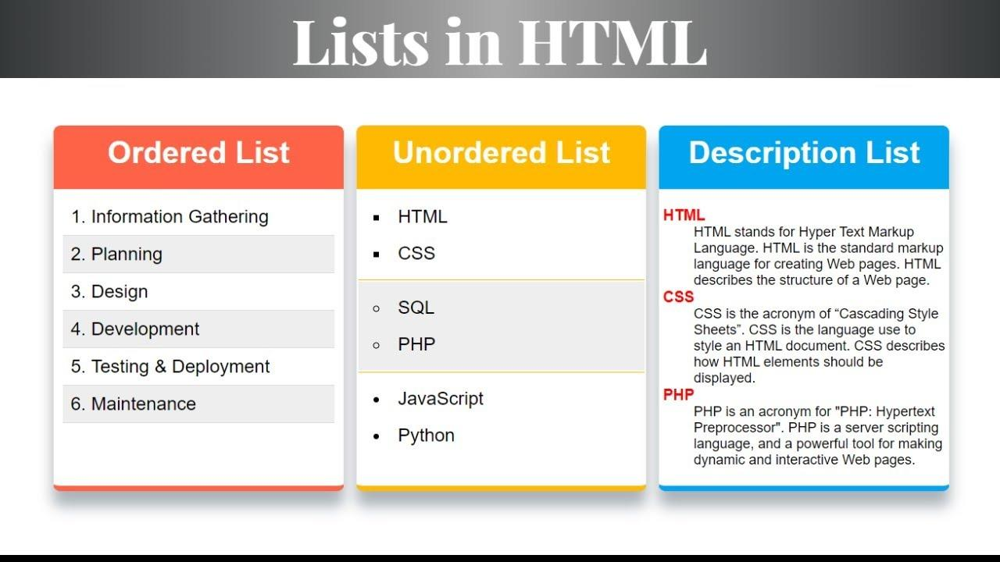 Lists in HTML
Ordered List
1. Information Gathering
2. Planning
3. Design
4. Development
5. Testing & Deployment
6. Maintenance
Unordered List
▪ HTML
▪ CSS
○ SQL
○ PHP
• JavaScript
• Python
Description List
HTML
HTML stands for Hyper Text Markup
Language. HTML is the standard markup
language for creating Web pages. HTML
describes the structure of a Web page.
CSS
CSS is the acronym of “Cascading Style
Sheets”. CSS is the language use to
style an HTML document. CSS describes
how HTML elements should be
displayed.
PHP
PHP is an acronym for "PHP: Hypertext
Preprocessor". PHP is a server scripting
language, and a powerful tool for making
dynamic and interactive Web pages.